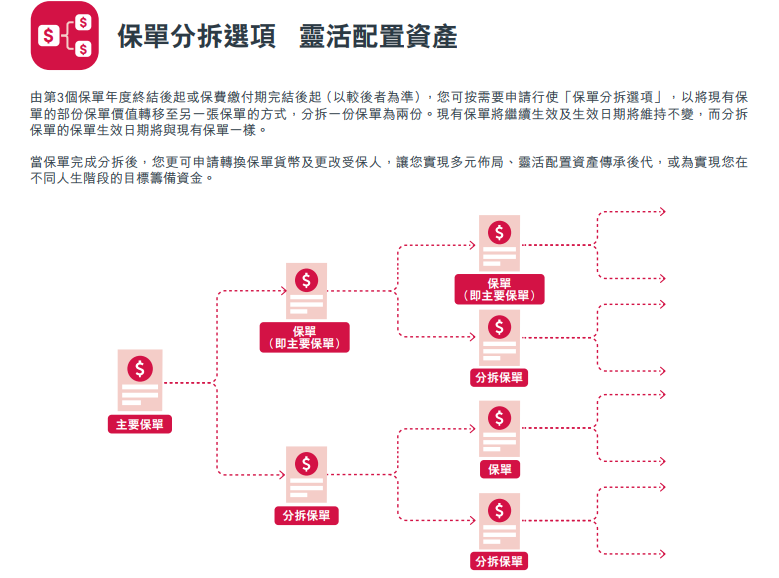 保單分拆選項 靈活配置資產
由第3個保單年度終結後起或保費繳付期完結後起（以較後者為準），您可按需要申請行使「保單分拆選項」，以將現有保
單的部份保單價值轉移至另一張保單的方式，分拆一份保單為兩份。現有保單將繼續生效及生效日期將維持不變，而分拆
保單的保單生效日期將與現有保單一樣。
當保單完成分拆後，您更可申請轉換保單貨幣及更改受保人，讓您實現多元佈局、靈活配置資產傳承後代，或為實現您在
不同人生階段的目標籌備資金。
保單
（即主要保單）
保單
（即主要保單）
分拆保單
主要保單
保單
分拆保單
分拆保單